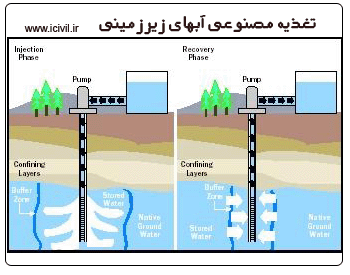 تغذیه مصنوعی آبهای زیرزمینی
www.icivil.ir
Injection
Phase
Pump
Confining
Layers
Buffer
Zone
Stored
Water
Native
Ground
Water
Recovery
Phase
Pump
Confining
Layers
Buffer
Zone
Stored
Water
Native
Ground
Water